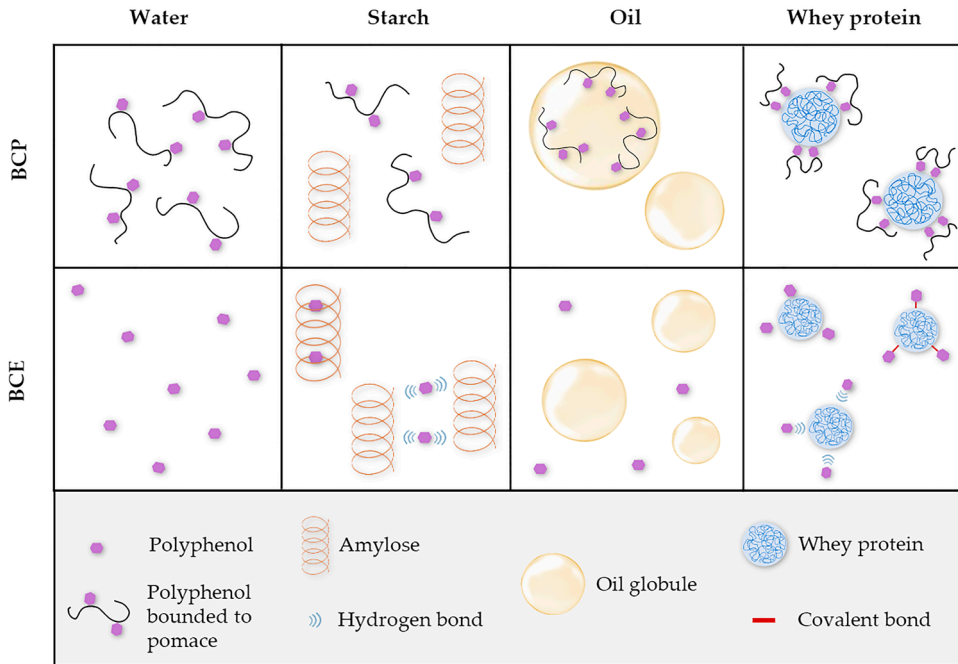 Water
Starch
Oil
Whey protein
BCP
BCE
Polyphenol
Amylose
Whey protein
Oil globule
Polyphenol
bounded to
pomace
Hydrogen bond
Covalent bond